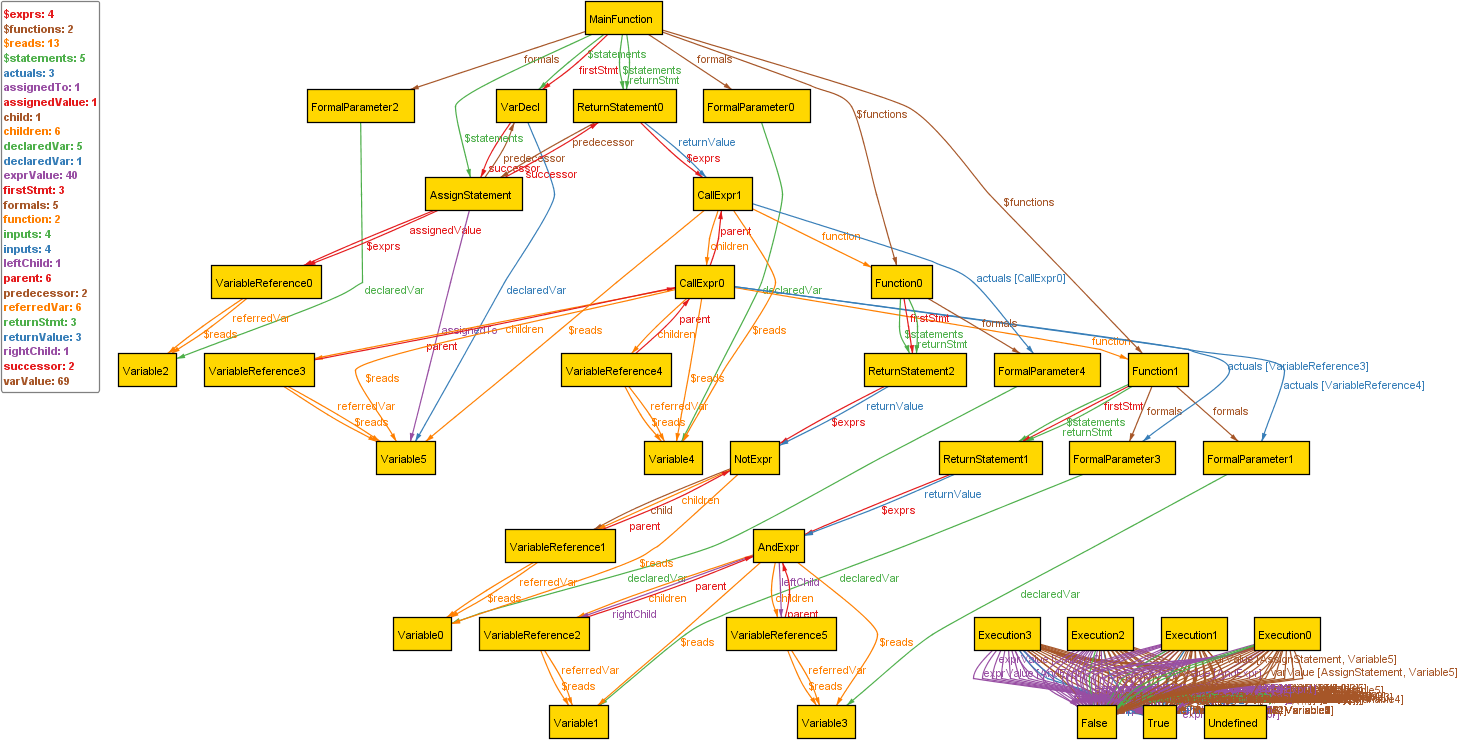 $exprs: 4
$functions: 2
$reads: 13
$statements: 5
actuals: 3
assignedTo: 1
assignedValue: 1
child: 1
children: 6
declaredVar: 5
declaredVar: 1
exprValue: 40
firstStmt: 3
formals: 5
function: 2
inputs: 4
inputs: 4
leftChild: 1
parent: 6
predecessor: 2
referredVar: 6
returnStmt: 3
returnValue: 3
rightChild: 1
successor: 2
varValue: 69
MainFunction
formals
$statements
formals
firstStmt
$statements
returnStmt
FormalParameter2
VarDecl
ReturnStatement0
FormalParameter0
$functions
$statements
predecessor
returnValue
predecessor
$exprs
successor
successor
AssignStatement
CallExpr1
$functions
assignedValue
parent
function
$exprs
children
VariableReference0
CallExpr0
Function0
actuals [CallExpr0]
declaredVar
declaredVar
declaredVar
referredVar
parent
firstStmt
formals
$reads
assignedTo
children
$reads
children
$reads
$statements
returnStmt
function
parent
Variable2
VariableReference3
VariableReference4
ReturnStatement2
FormalParameter4
Function1
actuals [VariableReference3]
$reads
$reads
actuals [VariableReference4]
referredVar
referredVar
returnValue
firstStmt
formals
formals
$reads
$reads
$exprs
$statements
returnStmt
Variable5
Variable4
NotExpr
ReturnStatement1
FormalParameter3
FormalParameter1
children
returnValue
child
$exprs
parent
VariableReference1
AndExpr
$reads
referredVar
declaredVar
leftChild
declaredVar
parent
$reads
children
children
declaredVar
rightChild
parent
Variable0
VariableReference2
VariableReference5
Execution3
Execution2
Execution1
Execution0
$reads
$reads
referredVar
referredVar
$reads
$reads
varValue [AssignStatement, Variable5]
Variable1
Variable3
False
True
Undefined